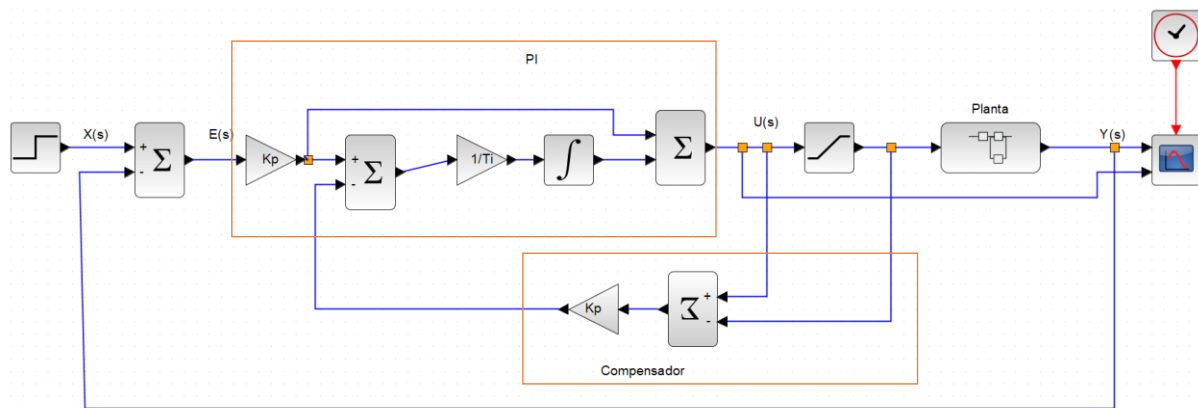 PI
X(s)
E(s)
U(s)
Planta
Y(s)
+
-
Σ
Kp
+
-
Σ
1/Ti
∫
Σ
Kp
Σ
+
-
Compensador